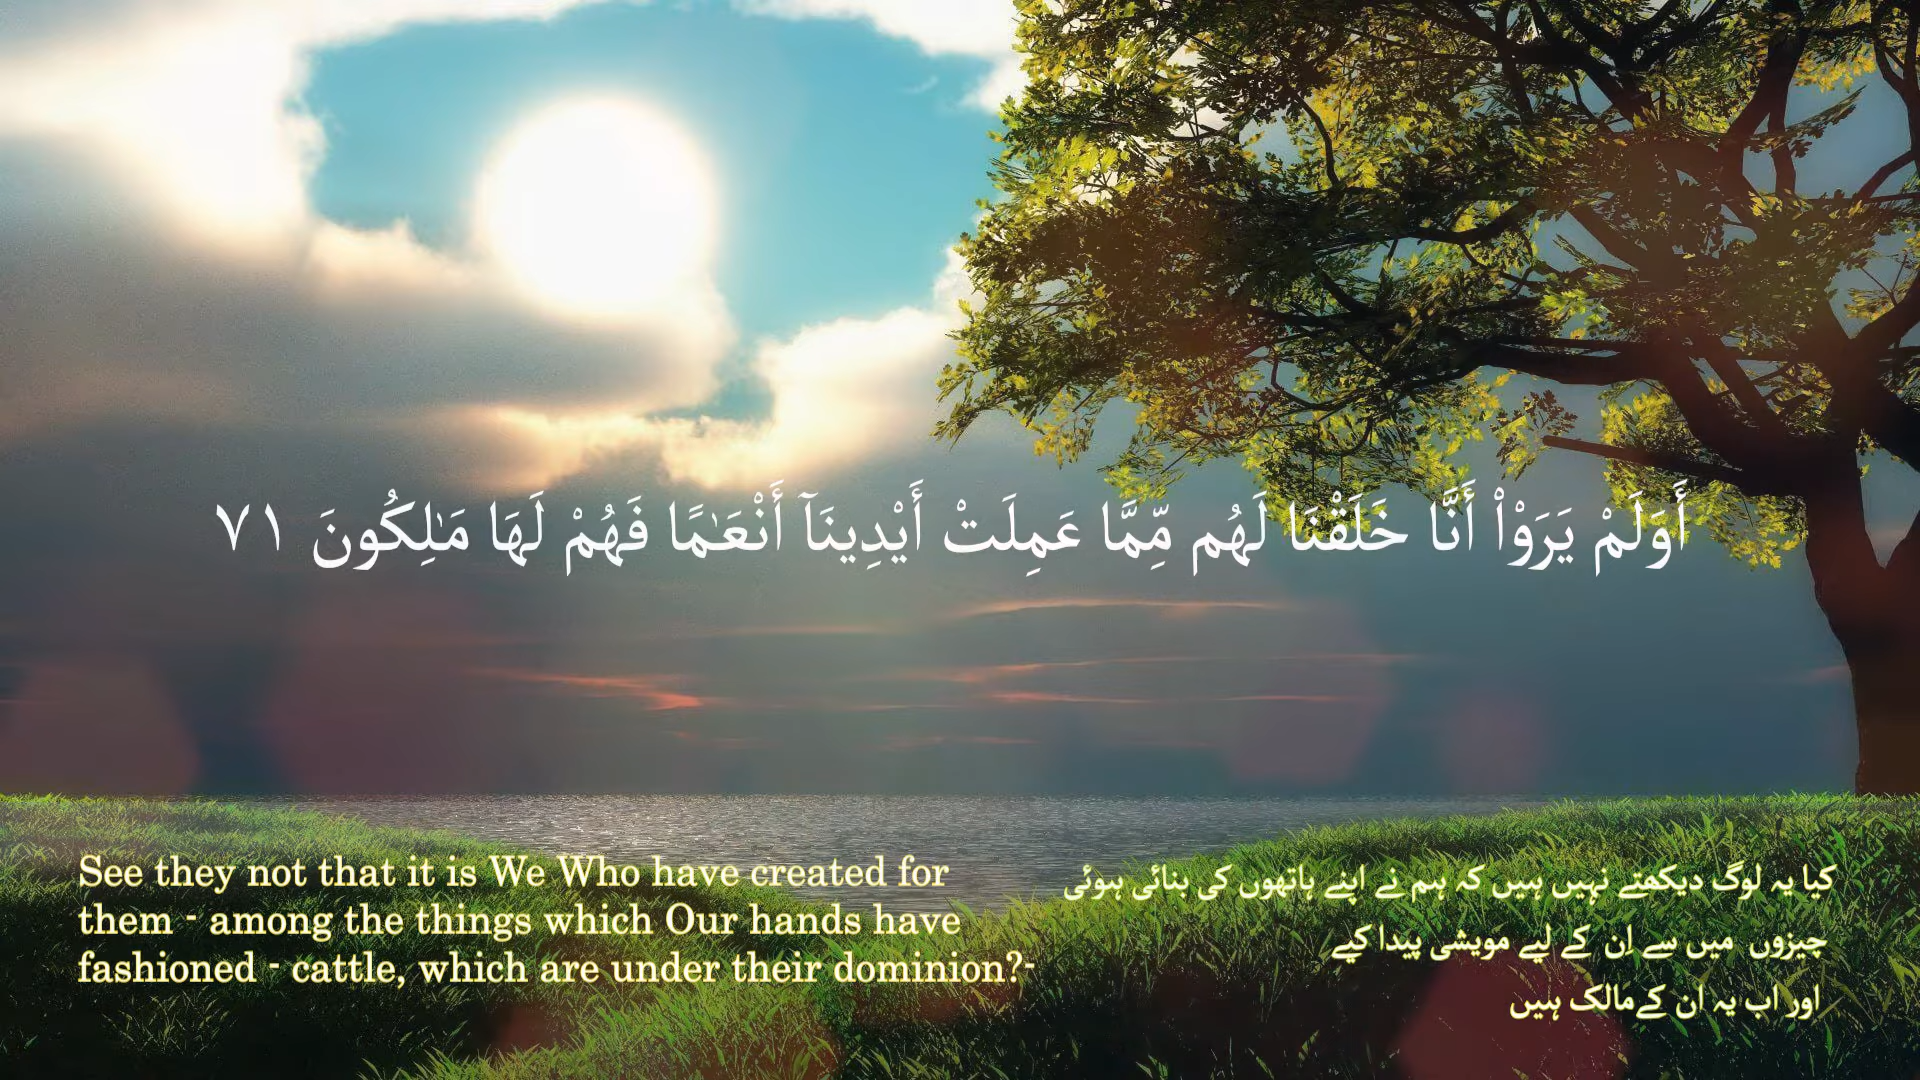 أَوَلَمْ يَرَوْا۟ أَنَّا خَلَقْنَا لَهُم مِّمَّا عَمِلَتْ أَيْدِينَآ أَنْعَـٰمًا فَهُمْ لَهَا مَـٰلِكُونَ ٧١
See they not that it is We Who have created for
them - among the things which Our hands have
fashioned - cattle, which are under their dominion?-
کیا یہ لوگ دیکھتے نہیں ہیں کہ ہم نے اپنے ہاتھوں کی بنائی ہوئی
چیزوں میں سے اِن کے لیے مویشی پیدا کیے
اور اب یہ ان کے مالک ہیں